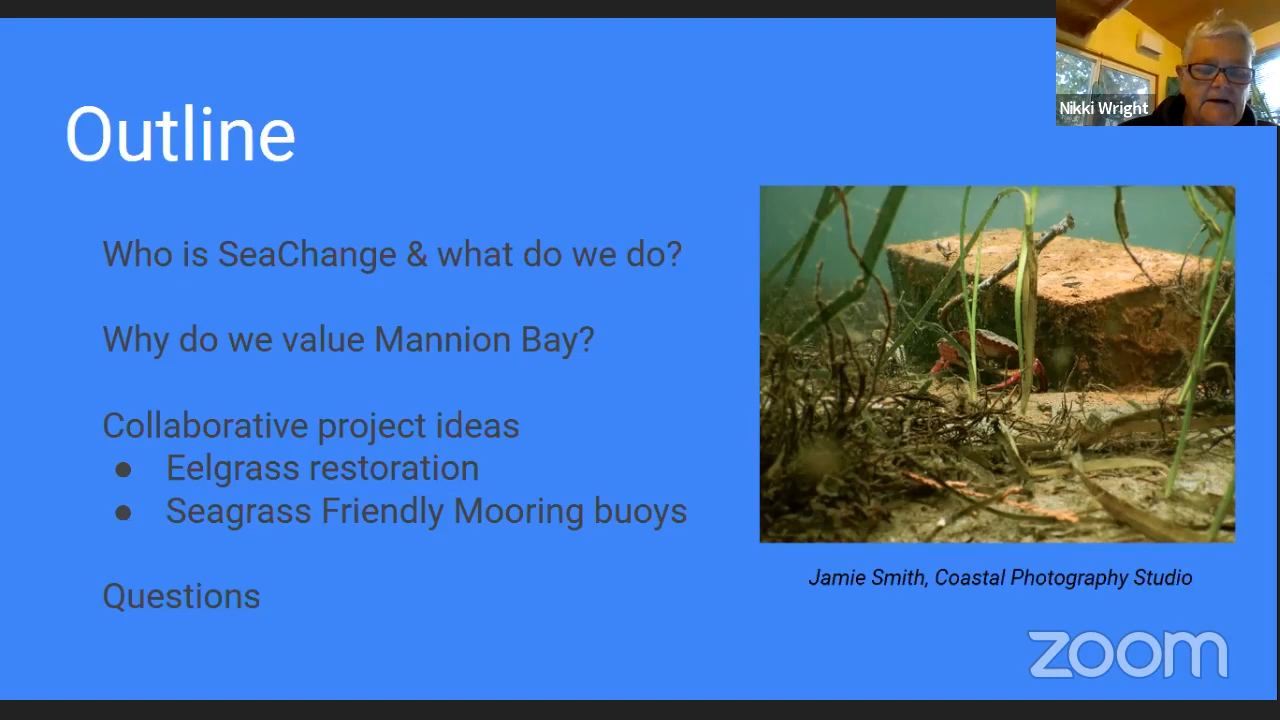 Nikki Wright
Outline
Who is SeaChange & what do we do?
Why do we value Mannion Bay?
Collaborative project ideas
● Eelgrass restoration
● Seagrass Friendly Mooring buoys
Questions
Jamie Smith, Coastal Photography Studio
zoom